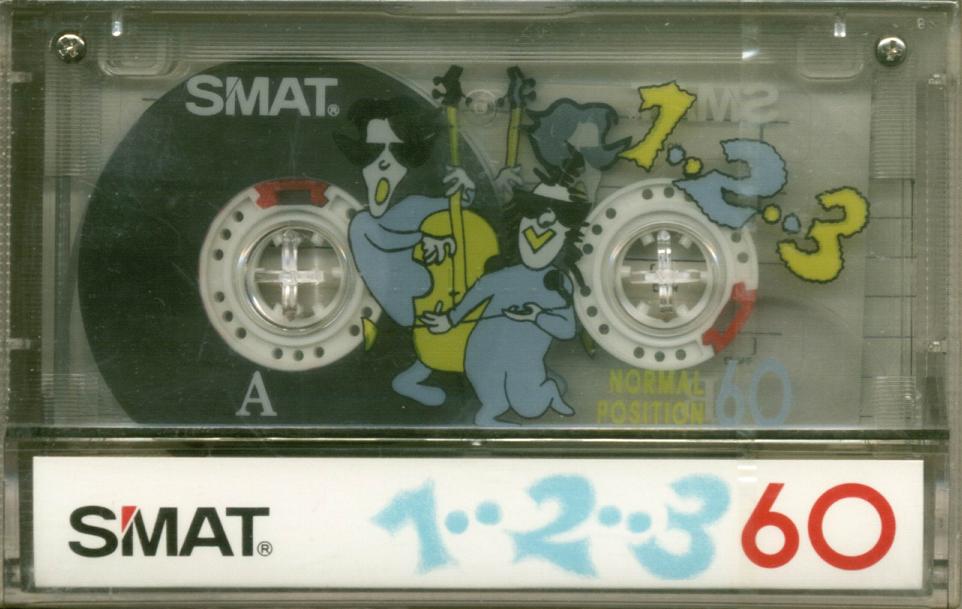 SMAT®
1··2··3
A
NORMAL
POSITION 60
SMAT® 1··2··3 60